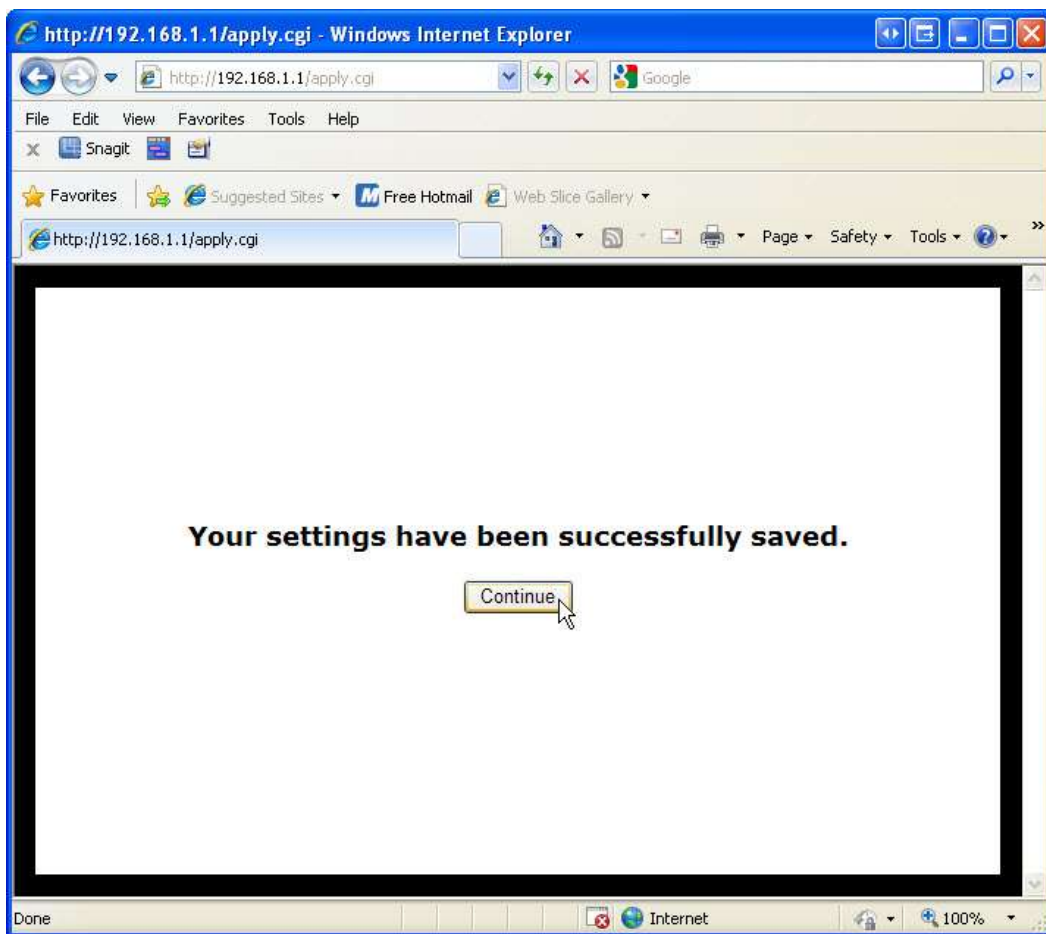 http://192.168.1.1/apply.cgi - Windows Internet Explorer
http://192.168.1.1/apply.cgi Google
File Edit View Favorites Tools Help
x Snagit
Favorites Suggested Sites Free Hotmail Web Slice Gallery
http://192.168.1.1/apply.cgi Page Safety Tools »
Your settings have been successfully saved.
Continue
Done Internet 100%